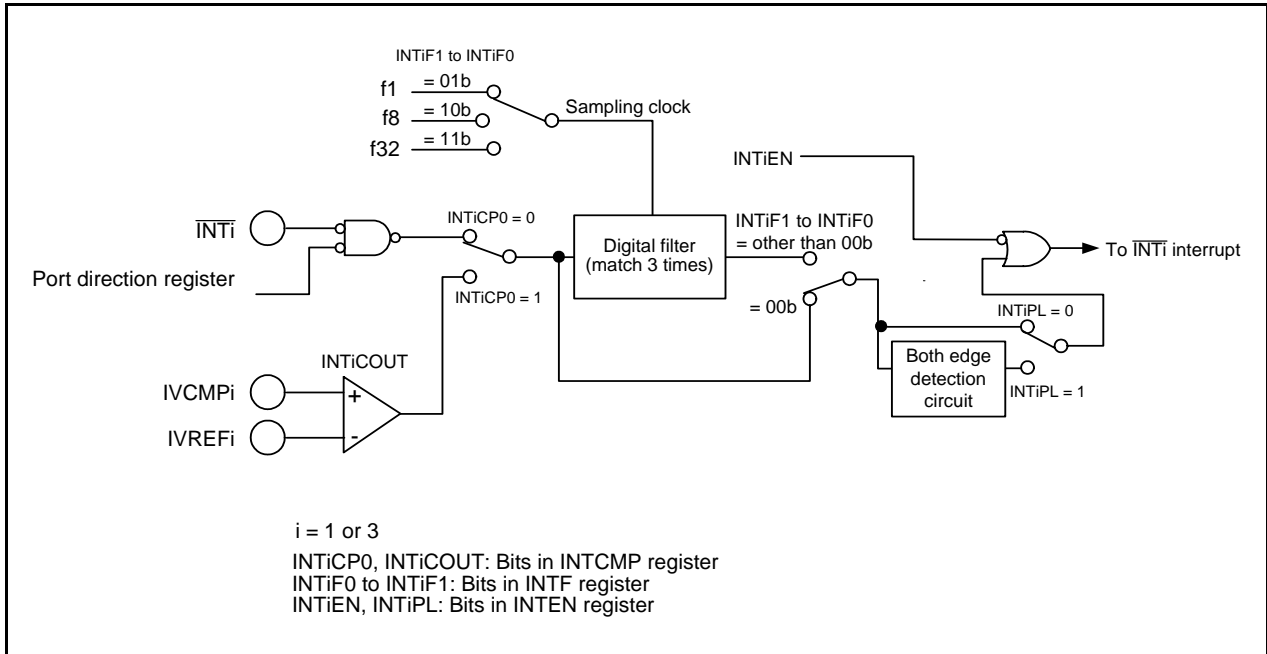 INTiF1 to INTiF0
f1
= 01b
f8
= 10b
f32
= 11b
Sampling clock
INTiEN
INTi
INTiCP0 = 0
Digital filter
(match 3 times)
INTiF1 to INTiF0
= other than 00b
To INTi interrupt
Port direction register
INTiCP0 = 1
= 00b
INTiPL = 0
Both edge
detection
circuit
INTiPL = 1
INTiCOUT
IVCMPi
+
IVREFi
-
i = 1 or 3
INTiCP0, INTiCOUT: Bits in INTCMP register
INTiF0 to INTiF1: Bits in INTF register
INTiEN, INTiPL: Bits in INTEN register